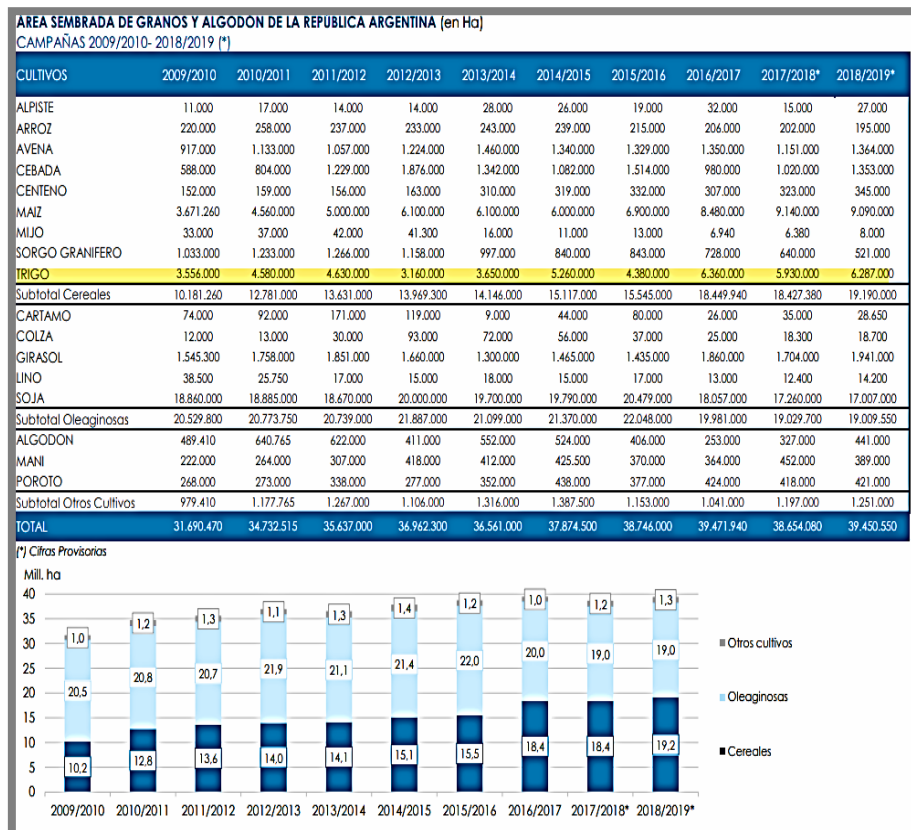 AREA SEMBRADA DE GRANOS Y ALGODON DE LA REPUBLICA ARGENTINA (en Ha)
CAMPAÑAS 2009/2010- 2018/2019 (*)
CULTIVOS 2009/2010 2010/2011 2011/2012 2012/2013 2013/2014 2014/2015 2015/2016 2016/2017 2017/2018* 2018/2019*
ALPISTE 11.000 17.000 14.000 14.000 28.000 26.000 19.000 32.000 15.000 27.000
ARROZ 220.000 258.000 237.000 233.000 243.000 239.000 215.000 206.000 202.000 195.000
AVENA 917.000 1.133.000 1.057.000 1.224.000 1.460.000 1.340.000 1.329.000 1.350.000 1.151.000 1.364.000
CEBADA 588.000 804.000 1.229.000 1.876.000 1.342.000 1.082.000 1.514.000 980.000 1.020.000 1.353.000
CENTENO 152.000 159.000 156.000 163.000 310.000 319.000 332.000 307.000 323.000 345.000
MAIZ 3.671.260 4.560.000 5.000.000 6.100.000 6.100.000 6.000.000 6.900.000 8.480.000 9.140.000 9.090.000
MIJO 33.000 37.000 42.000 41.300 16.000 11.000 13.000 6.940 6.380 8.000
SORGO GRANIFERO 1.033.000 1.233.000 1.266.000 1.158.000 997.000 840.000 843.000 728.000 640.000 521.000
TRIGO 3.556.000 4.580.000 4.630.000 3.160.000 3.650.000 5.260.000 4.380.000 6.360.000 5.930.000 6.287.000
Subtotal Cereales 10.181.260 12.781.000 13.631.000 13.969.300 14.146.000 15.117.000 15.545.000 18.449.940 18.427.380 19.190.000
CARTAMO 74.000 92.000 171.000 119.000 9.000 44.000 80.000 26.000 35.000 28.650
COLZA 12.000 13.000 30.000 93.000 72.000 56.000 37.000 25.000 18.300 18.700
GIRASOL 1.545.300 1.758.000 1.851.000 1.660.000 1.300.000 1.465.000 1.435.000 1.860.000 1.704.000 1.941.000
LINO 38.500 25.750 17.000 15.000 18.000 15.000 17.000 13.000 12.400 14.200
SOJA 18.860.000 18.885.000 18.670.000 20.000.000 19.700.000 19.790.000 20.479.000 18.057.000 17.260.000 17.007.000
Subtotal Oleaginosas 20.529.800 20.773.750 20.739.000 21.887.000 21.099.000 21.370.000 22.048.000 19.981.000 19.029.700 19.009.550
ALGODON 489.410 640.765 622.000 411.000 552.000 524.000 406.000 253.000 327.000 441.000
MANI 222.000 264.000 307.000 418.000 412.000 425.500 370.000 364.000 452.000 389.000
POROTO 268.000 273.000 338.000 277.000 352.000 438.000 377.000 424.000 418.000 421.000
Subtotal Otros Cultivos 979.410 1.177.765 1.267.000 1.106.000 1.316.000 1.387.500 1.153.000 1.041.000 1.197.000 1.251.000
TOTAL 31.690.470 34.732.515 35.637.000 36.962.300 36.561.000 37.874.500 38.746.000 39.471.940 38.654.080 39.450.550
(*) Cifras Provisorias
Mill. ha
40
35
30
25
20
15
10
5
0
1,0 1,2 1,3 1,1 1,3 1,4 1,2 1,0 1,2 1,3
20,5 20,8 20,7 21,9 21,1 21,4 22,0 20,0 19,0 19,0
10,2 12,8 13,6 14,0 14,1 15,1 15,5 18,4 18,4 19,2
2009/2010 2010/2011 2011/2012 2012/2013 2013/2014 2014/2015 2015/2016 2016/2017 2017/2018* 2018/2019*
Otros cultivos
Oleaginosas
Cereales